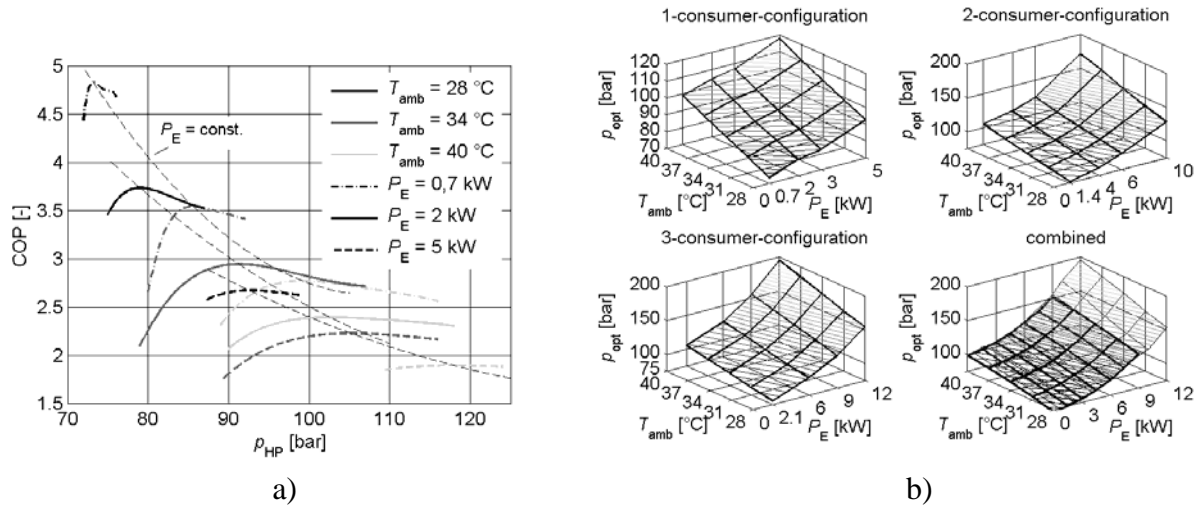 5
4.5
4
3.5
3
2.5
2
1.5
COP [-]
70 80 90 100 110 120
p_HP [bar]
P_E = const.
T_amb = 28 °C
T_amb = 34 °C
T_amb = 40 °C
P_E = 0,7 kW
P_E = 2 kW
P_E = 5 kW
a)
1-consumer-configuration
120
110
100
90
80
70
p_opt [bar]
40 37 34 31 28
T_amb [°C]
0 0.7 2 3 5
P_E [kW]
2-consumer-configuration
200
150
100
p_opt [bar]
40 37 34 31 28
T_amb [°C]
0 1.4 4 6 10
P_E [kW]
3-consumer-configuration
200
150
100
75
p_opt [bar]
40 37 34 31 28
T_amb [°C]
0 2.1 6 9 12
P_E [kW]
combined
200
150
100
p_opt [bar]
40 37 34 31 28
T_amb [°C]
0 3 6 9 12
P_E [kW]
b)